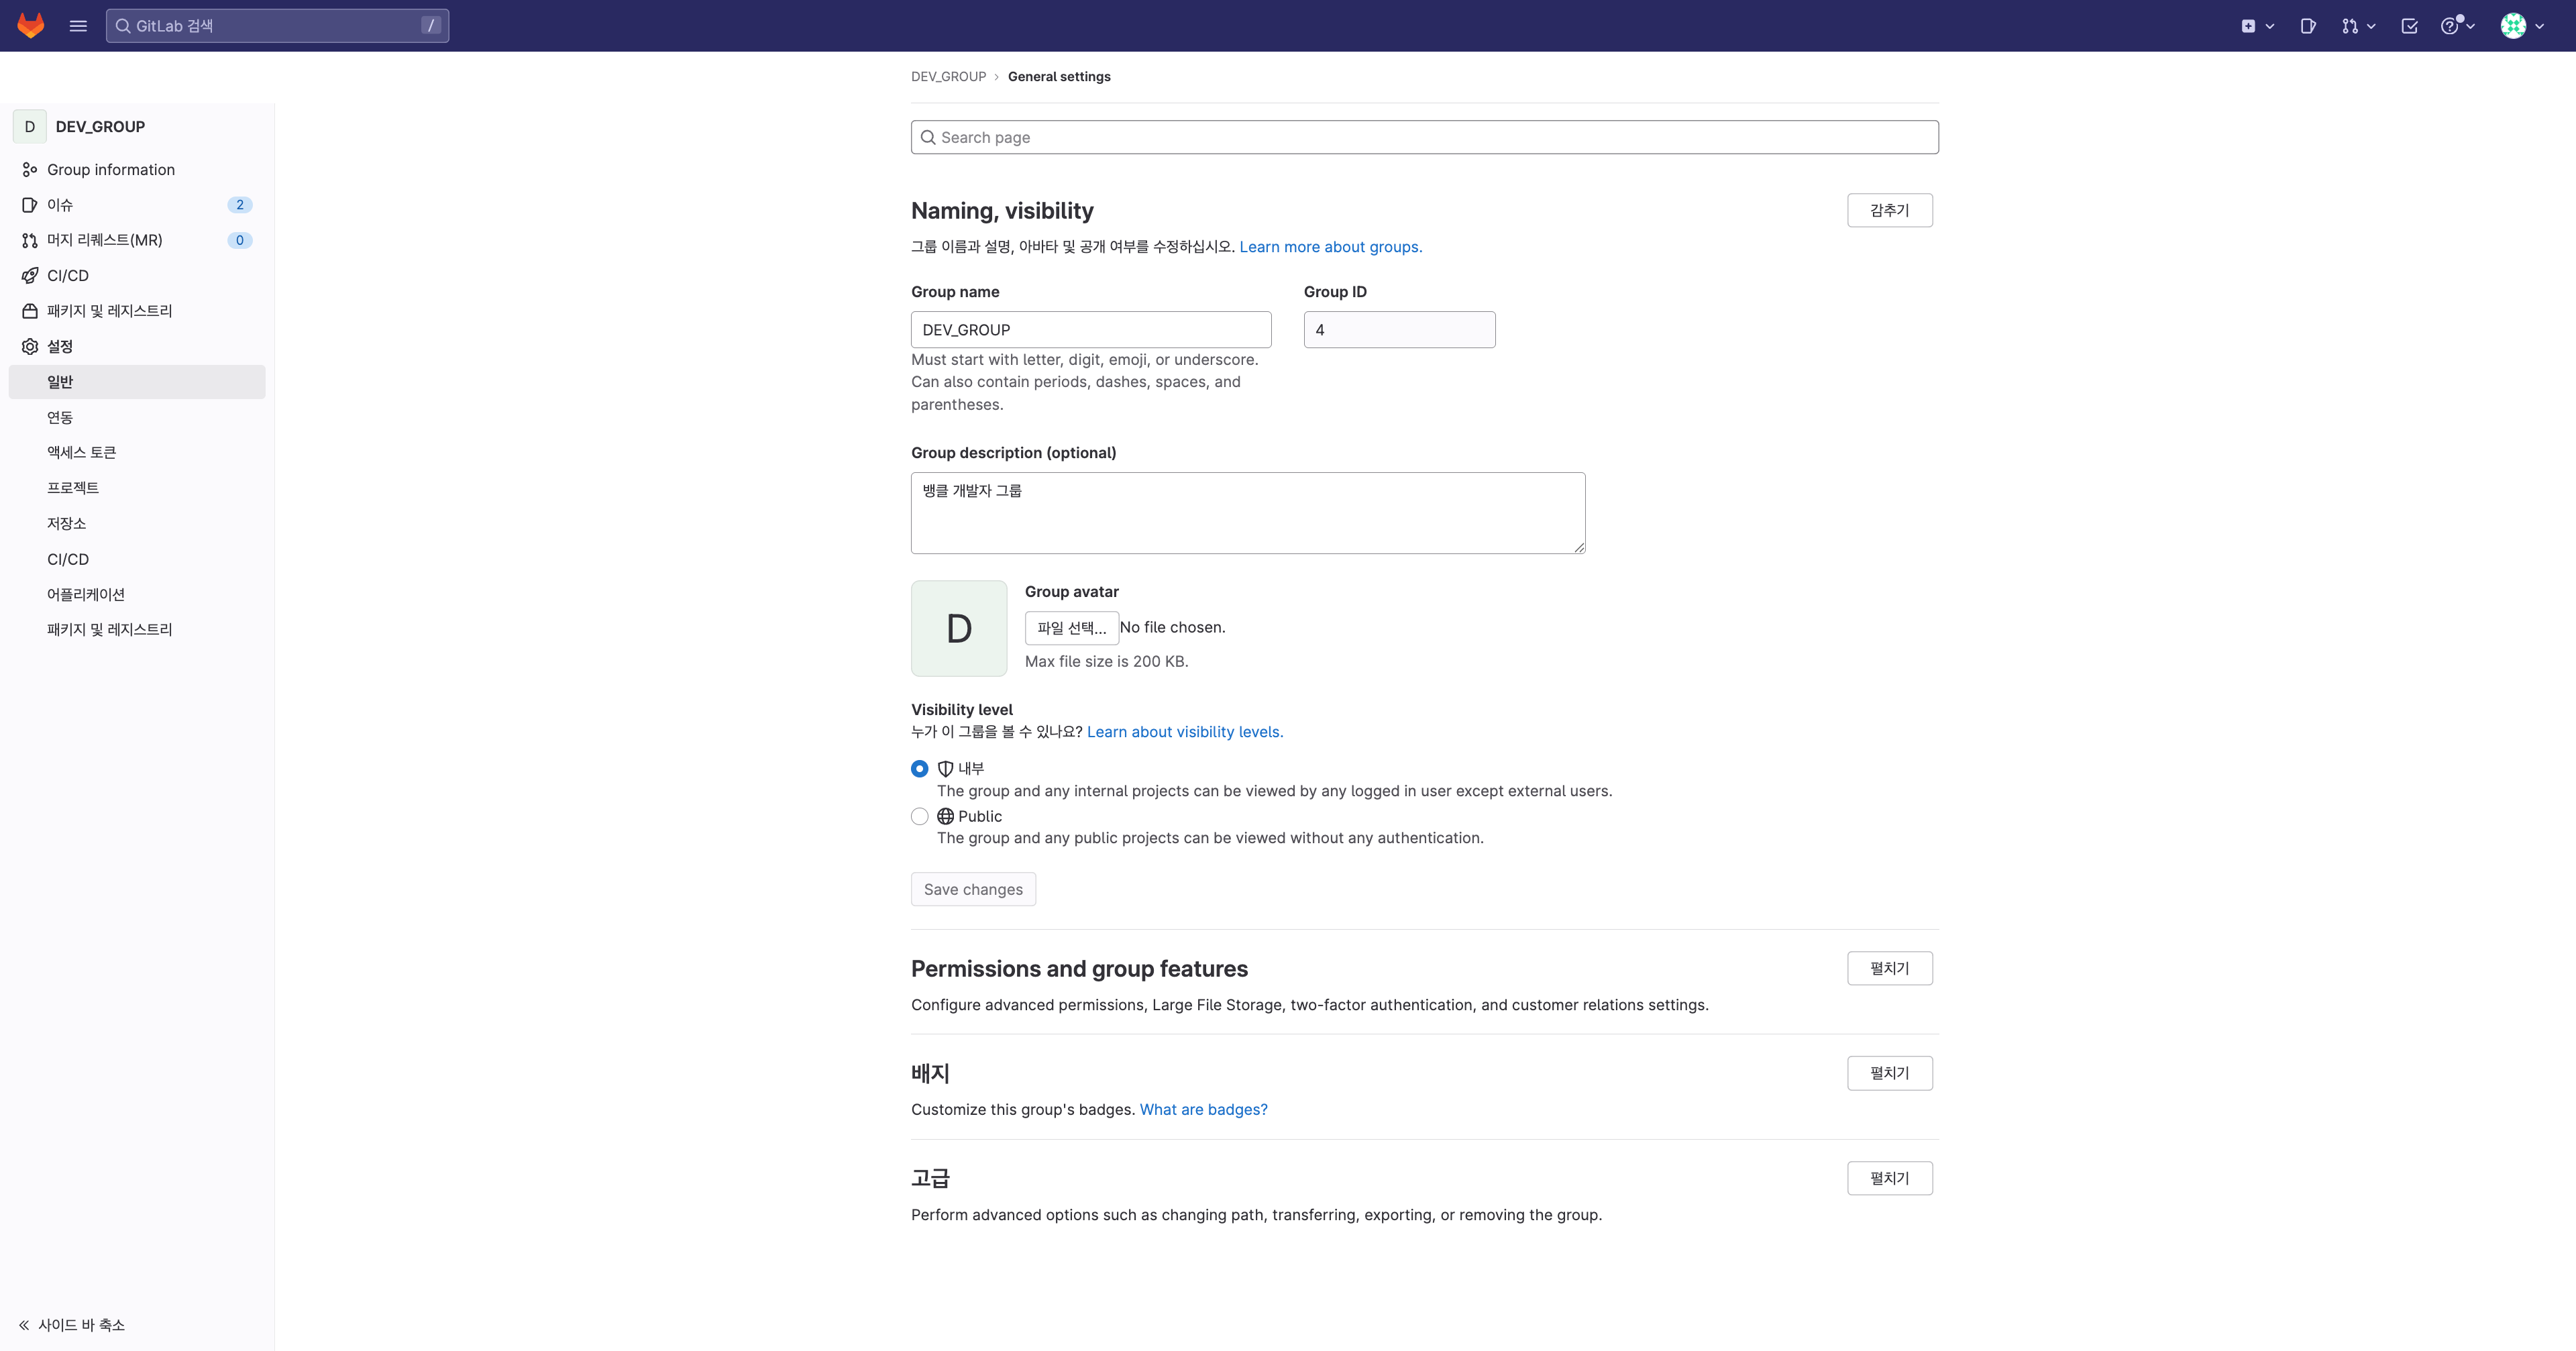 GitLab 검색 /
DEV_GROUP › General settings
D DEV_GROUP
Group information
이슈 2
머지 리퀘스트(MR) 0
CI/CD
패키지 및 레지스트리
설정
일반
연동
액세스 토큰
프로젝트
저장소
CI/CD
어플리케이션
패키지 및 레지스트리
« 사이드 바 축소
Search page
Naming, visibility
감추기
그룹 이름과 설명, 아바타 및 공개 여부를 수정하십시오. Learn more about groups.
Group name
DEV_GROUP
Must start with letter, digit, emoji, or underscore.
Can also contain periods, dashes, spaces, and
parentheses.
Group ID
4
Group description (optional)
뱅클 개발자 그룹
D
Group avatar
파일 선택... No file chosen.
Max file size is 200 KB.
Visibility level
누가 이 그룹을 볼 수 있나요? Learn about visibility levels.
내부
The group and any internal projects can be viewed by any logged in user except external users.
Public
The group and any public projects can be viewed without any authentication.
Save changes
Permissions and group features
펼치기
Configure advanced permissions, Large File Storage, two-factor authentication, and customer relations settings.
배지
펼치기
Customize this group's badges. What are badges?
고급
펼치기
Perform advanced options such as changing path, transferring, exporting, or removing the group.